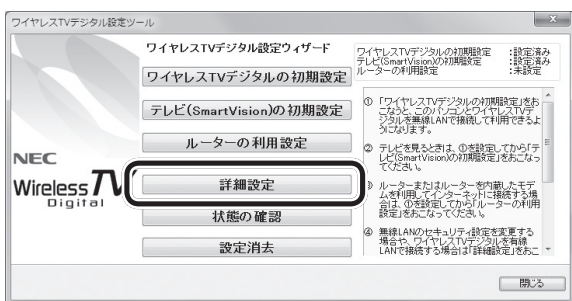 ワイヤレスTVデジタル設定ツール
ワイヤレスTVデジタル設定ウィザード
ワイヤレスTVデジタルの初期設定 :設定済み
テレビ(SmartVision)の初期設定 :設定済み
ルーターの利用設定 :未設定
ワイヤレスTVデジタルの初期設定
テレビ(SmartVision)の初期設定
ルーターの利用設定
詳細設定
状態の確認
設定消去
NEC
Wireless TV
Digital
① 「ワイヤレスTVデジタルの初期設定」をお
こなうと、このパソコンとワイヤレスTVデ
ジタルを無線LANで接続して利用できるよ
うになります。
② テレビを見るときは、①を設定してから「テ
レビ(SmartVision)の初期設定」をおこなっ
てください。
ルーターまたはルーターを内蔵したモデ
ムを利用してインターネットに接続する場
合は、①を設定してから「ルーターの利用
設定」をおこなってください。
④ 無線LANのセキュリティ設定を変更する
場合や、ワイヤレスTVデジタルを有線
LANで接続する場合は「詳細設定」をおこ
閉じる